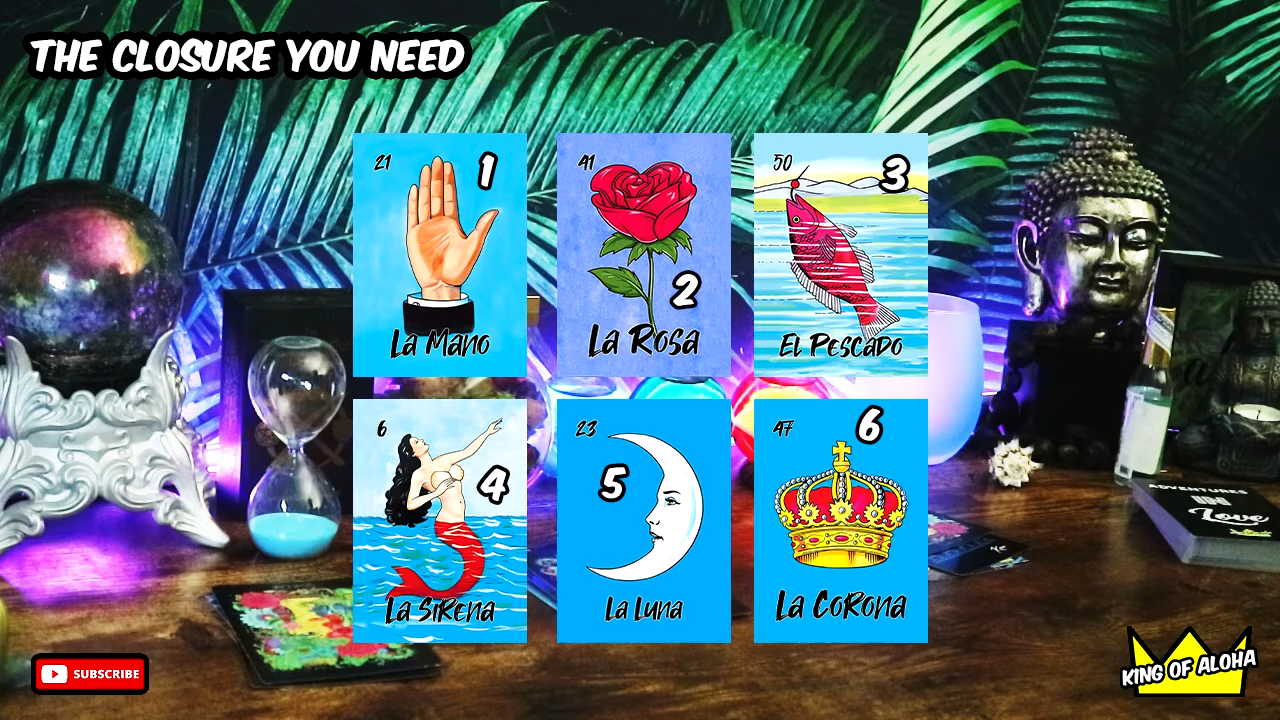 THE CLOSURE YOU NEED
21
1
La Mano
41
2
La Rosa
50
3
El Pescado
6
4
La Sirena
23
5
La Luna
47
6
La Corona
ADVENTURES
IN
Love
SUBSCRIBE
KING OF ALOHA